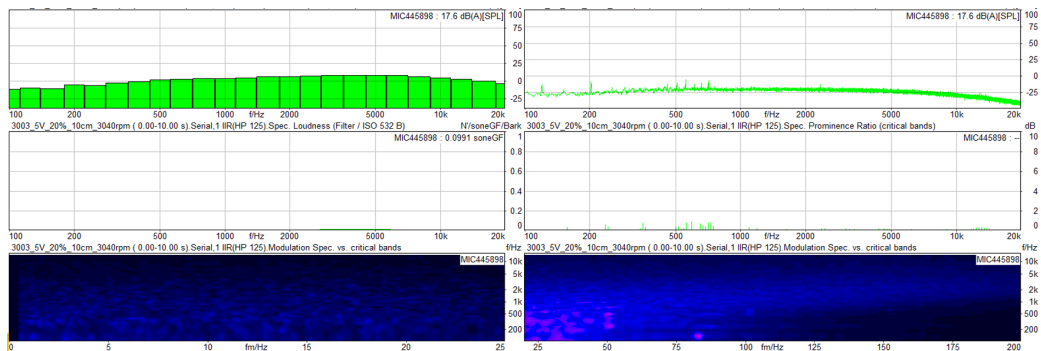 MIC445898 : 17.6 dB(A)[SPL] 100
75
50
25
0
-25
100 200 500 1000 f/Hz 2000 5000 10k 20k
3003_5V_20%_10cm_3040rpm ( 0.00-10.00 s).Serial,1 IIR(HP 125).Spec. Loudness (Filter / ISO 532 B) N'/soneGF/Bark
MIC445898 : 0.0991 soneGF 1
0.8
0.6
0.4
0.2
0
100 200 500 1000 f/Hz 2000 5000 10k 20k
3003_5V_20%_10cm_3040rpm ( 0.00-10.00 s).Serial,1 IIR(HP 125).Modulation Spec. vs. critical bands f/Hz
MIC445898 10k
5k
2k
1k
500
200
0 5 10 fm/Hz 15 20 25
MIC445898 : 17.6 dB(A)[SPL] 100
75
50
25
0
-25
100 200 500 f/Hz 1000 2000 5000 10k 20k
3003_5V_20%_10cm_3040rpm ( 0.00-10.00 s).Serial,1 IIR(HP 125).Spec. Prominence Ratio (critical bands) dB
MIC445898 : -- 10
8
6
4
2
0
100 200 500 f/Hz 1000 2000 5000 10k 20k
3003_5V_20%_10cm_3040rpm ( 0.00-10.00 s).Serial,1 IIR(HP 125).Modulation Spec. vs. critical bands f/Hz
MIC445898 10k
5k
2k
1k
500
200
25 50 75 100 fm/Hz 125 150 175 200